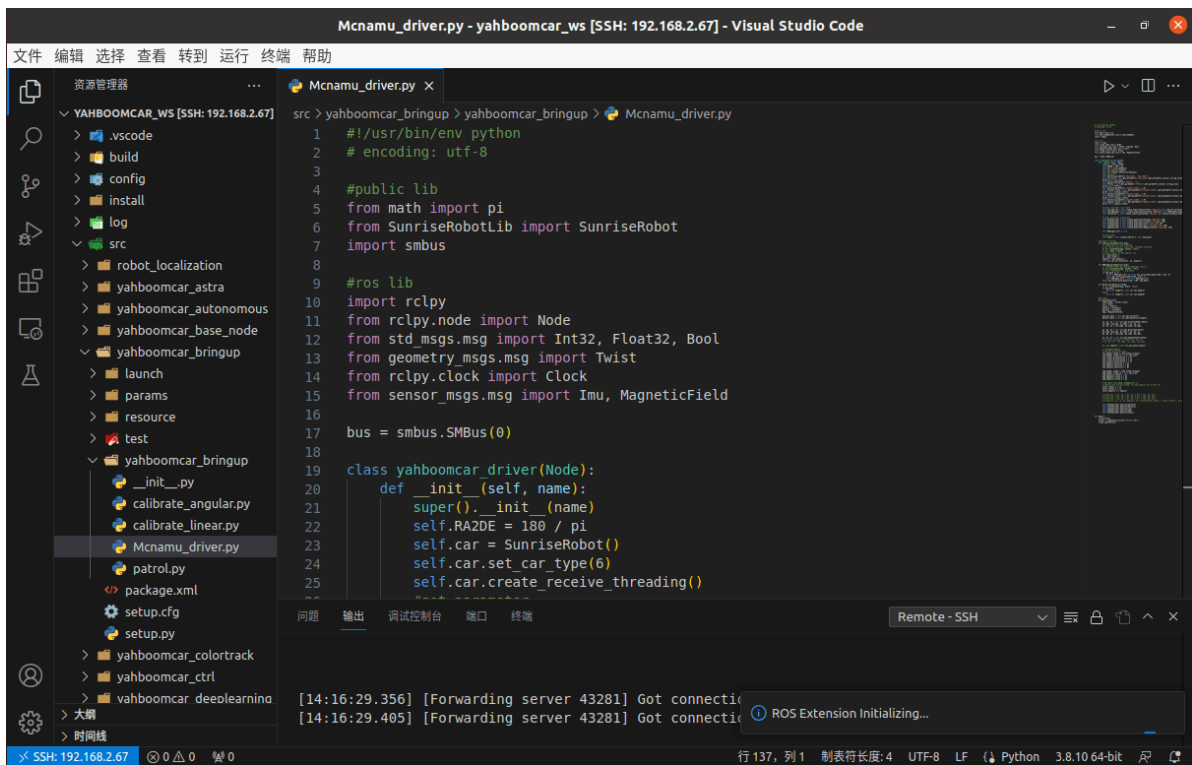 Mcnamu_driver.py - yahboomcar_ws [SSH: 192.168.2.67] - Visual Studio Code
文件 编辑 选择 查看 转到 运行 终端 帮助
资源管理器
YAHBOOMCAR_WS [SSH: 192.168.2.67]
.vscode
build
config
install
log
src
robot_localization
yahboomcar_astra
yahboomcar_autonomous
yahboomcar_base_node
yahboomcar_bringup
launch
params
resource
test
yahboomcar_bringup
__init__.py
calibrate_angular.py
calibrate_linear.py
Mcnamu_driver.py
patrol.py
package.xml
setup.cfg
setup.py
yahboomcar_colortrack
yahboomcar_ctrl
yahboomcar_deeplearning
大纲
时间线
Mcnamu_driver.py
src > yahboomcar_bringup > yahboomcar_bringup > Mcnamu_driver.py
1 #!/usr/bin/env python
2 # encoding: utf-8
3
4 #public lib
5 from math import pi
6 from SunriseRobotLib import SunriseRobot
7 import smbus
8
9 #ros lib
10 import rclpy
11 from rclpy.node import Node
12 from std_msgs.msg import Int32, Float32, Bool
13 from geometry_msgs.msg import Twist
14 from rclpy.clock import Clock
15 from sensor_msgs.msg import Imu, MagneticField
16
17 bus = smbus.SMBus(0)
18
19 class yahboomcar_driver(Node):
20 def __init__(self, name):
21 super().__init__(name)
22 self.RA2DE = 180 / pi
23 self.car = SunriseRobot()
24 self.car.set_car_type(6)
25 self.car.create_receive_threading()
问题 输出 调试控制台 端口 终端
Remote - SSH
[14:16:29.356] [Forwarding server 43281] Got connectio
[14:16:29.405] [Forwarding server 43281] Got connectio
ROS Extension Initializing...
SSH: 192.168.2.67 0 0 0 行 137，列 1 制表符长度: 4 UTF-8 LF Python 3.8.10 64-bit